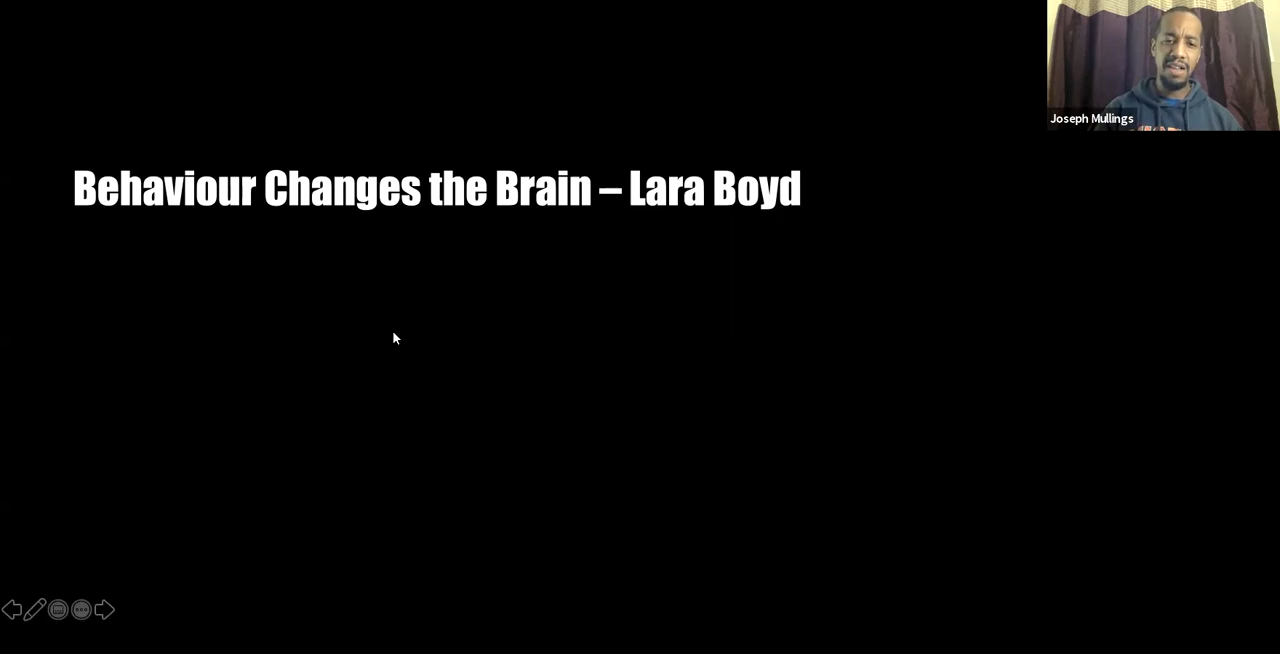 Joseph Mullings
Behaviour Changes the Brain – Lara Boyd